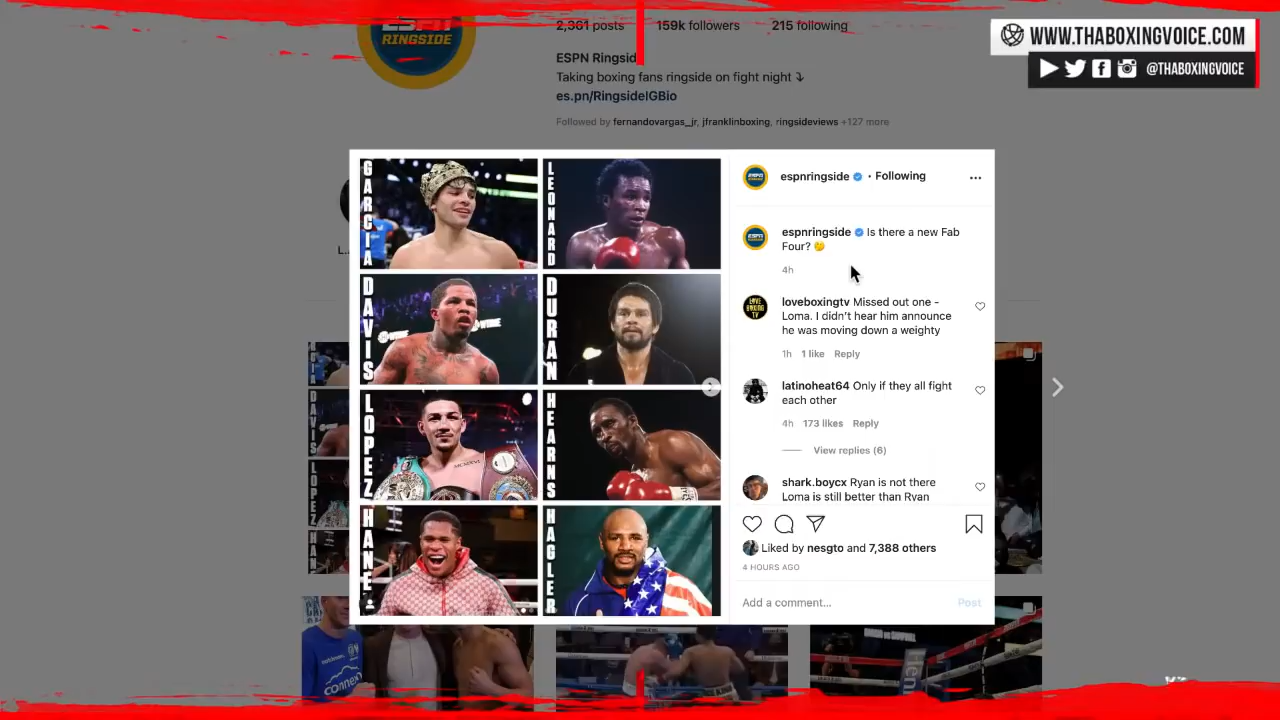 ESPN
RINGSIDE
2,361 posts 159k followers 215 following
ESPN Ringsid
Taking boxing fans ringside on fight night ⤵
es.pn/RingsideIGBio
Followed by fernandovargas_jr, jfranklinboxing, ringsideviews +127 more
WWW.THABOXINGVOICE.COM
@THABOXINGVOICE
L...
GARCIA
LEONARD
DAVIS
DURAN
LOPEZ
HEARNS
HANE
HAGLER
espnringside • Following
espnringside Is there a new Fab
Four? 🤔
4h
loveboxingtv Missed out one -
Loma. I didn't hear him announce
he was moving down a weighty
1h 1 like Reply
latinoheat64 Only if they all fight
each other
4h 173 likes Reply
View replies (6)
shark.boycx Ryan is not there
Loma is still better than Ryan
Liked by nesgto and 7,388 others
4 HOURS AGO
Add a comment... Post